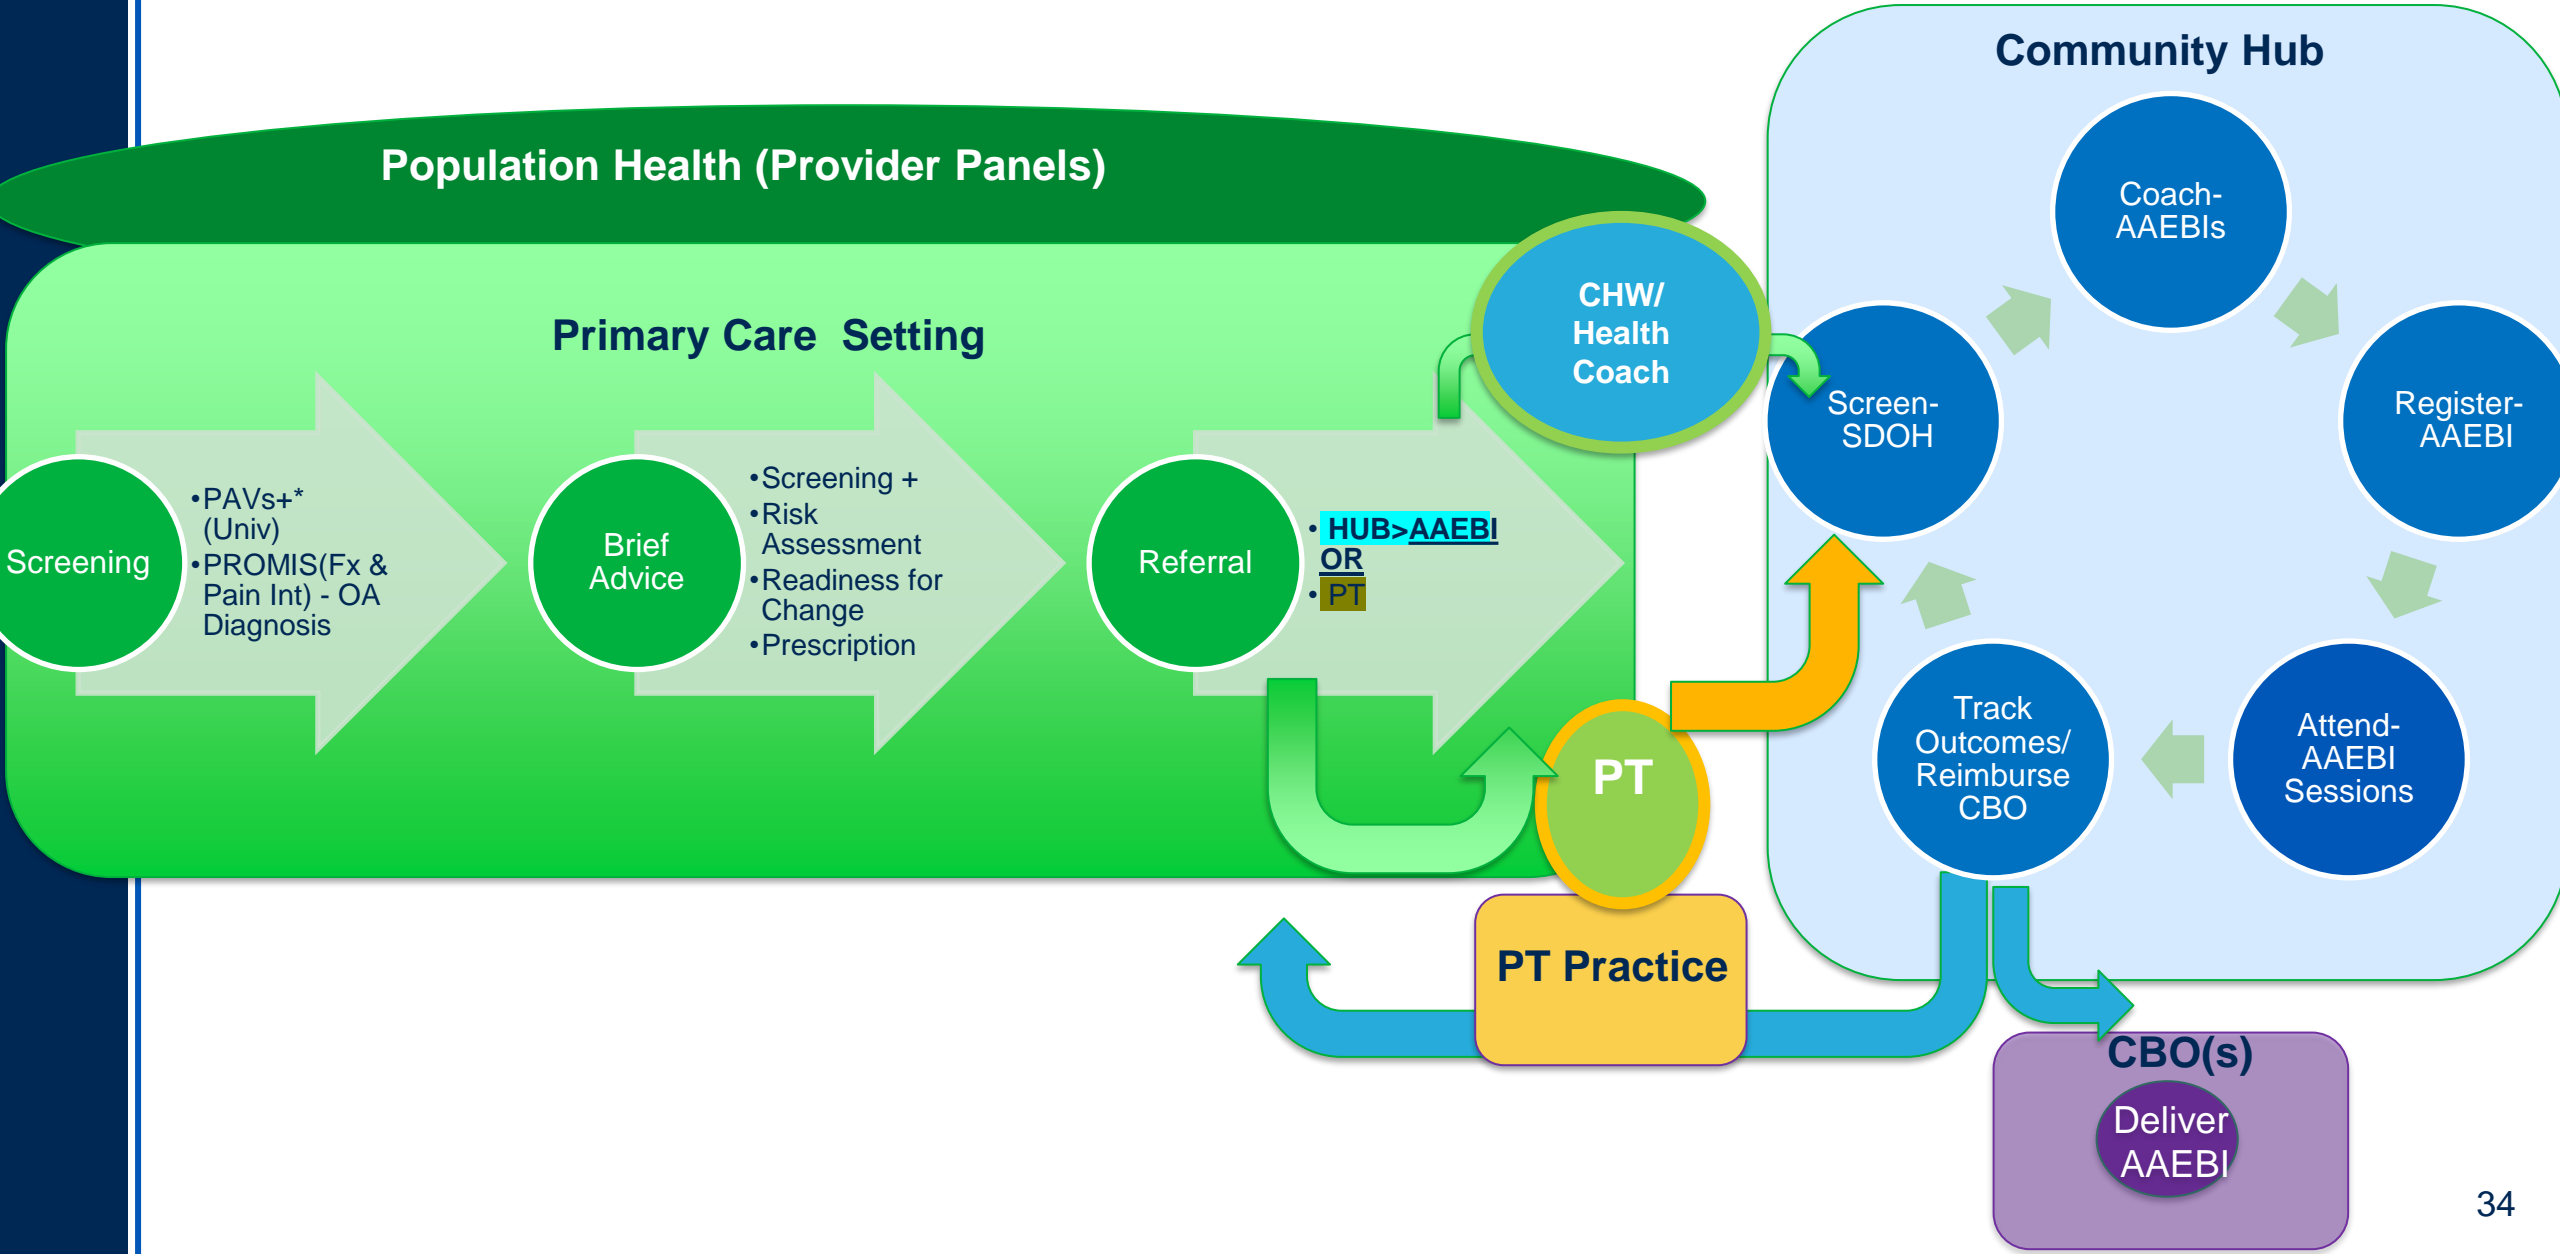 Community Hub
Population Health (Provider Panels)
Primary Care  Setting
Screening
•PAVs+*
(Univ)
•PROMIS(Fx &
Pain Int) - OA
Diagnosis
Brief
Advice
•Screening +
•Risk
Assessment
•Readiness for
Change
•Prescription
Referral
• HUB>AAEBI
OR
• PT
CHW/
Health
Coach
PT
PT Practice
Coach-
AAEBIs
Register-
AAEBI
Attend-
AAEBI
Sessions
Track
Outcomes/
Reimburse
CBO
Screen-
SDOH
CBO(s)
Deliver
AAEBI
34